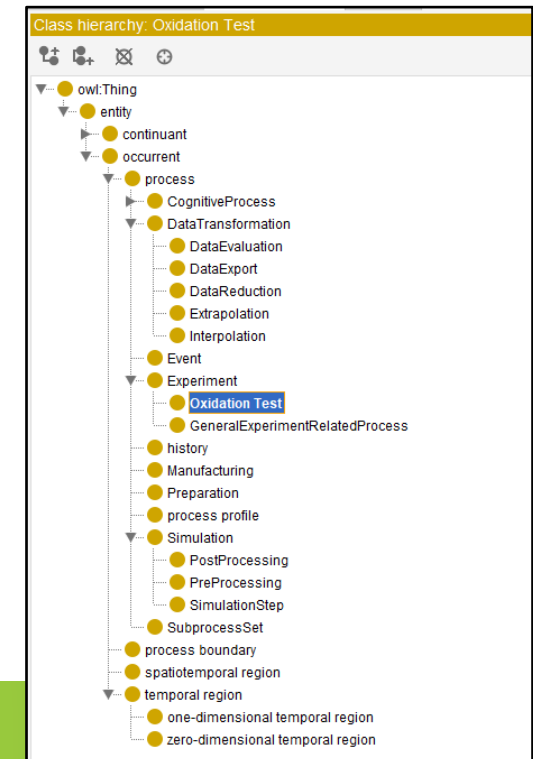 Class hierarchy: Oxidation Test
owl:Thing
entity
continuant
occurrent
process
CognitiveProcess
DataTransformation
DataEvaluation
DataExport
DataReduction
Extrapolation
Interpolation
Event
Experiment
Oxidation Test
GeneralExperimentRelatedProcess
history
Manufacturing
Preparation
process profile
Simulation
PostProcessing
PreProcessing
SimulationStep
SubprocessSet
process boundary
spatiotemporal region
temporal region
one-dimensional temporal region
zero-dimensional temporal region